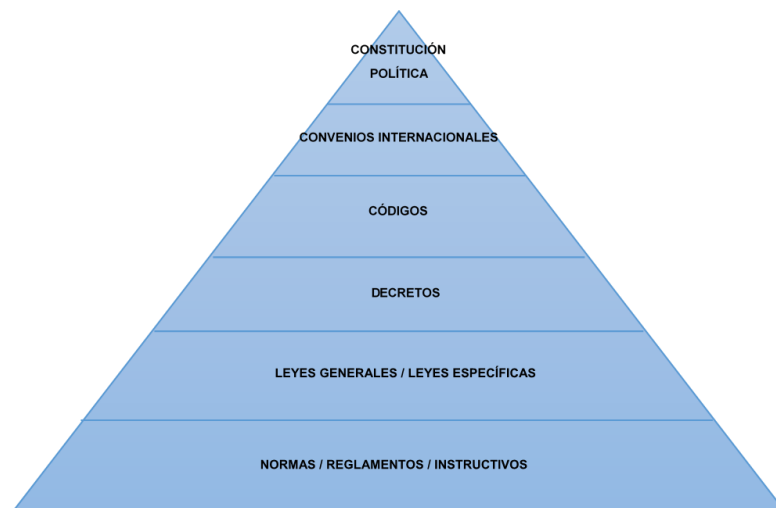 CONSTITUCIÓN
POLÍTICA
CONVENIOS INTERNACIONALES
CÓDIGOS
DECRETOS
LEYES GENERALES / LEYES ESPECÍFICAS
NORMAS / REGLAMENTOS / INSTRUCTIVOS